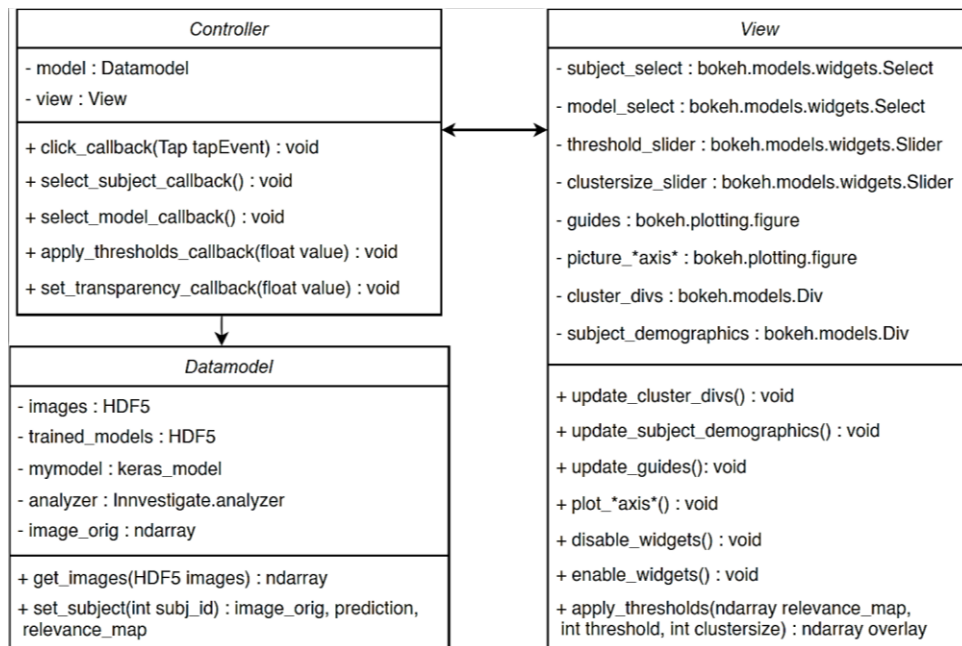 Controller
- model : Datamodel
- view : View
+ click_callback(Tap tapEvent) : void
+ select_subject_callback() : void
+ select_model_callback() : void
+ apply_thresholds_callback(float value) : void
+ set_transparency_callback(float value) : void
Datamodel
- images : HDF5
- trained_models : HDF5
- mymodel : keras_model
- analyzer : Innvestigate.analyzer
- image_orig : ndarray
+ get_images(HDF5 images) : ndarray
+ set_subject(int subj_id) : image_orig, prediction,
relevance_map
View
- subject_select : bokeh.models.widgets.Select
- model_select : bokeh.models.widgets.Select
- threshold_slider : bokeh.models.widgets.Slider
- clustersize_slider : bokeh.models.widgets.Slider
- guides : bokeh.plotting.figure
- picture_*axis* : bokeh.plotting.figure
- cluster_divs : bokeh.models.Div
- subject_demographics : bokeh.models.Div
+ update_cluster_divs() : void
+ update_subject_demographics() : void
+ update_guides(): void
+ plot_*axis*() : void
+ disable_widgets() : void
+ enable_widgets() : void
+ apply_thresholds(ndarray relevance_map,
int threshold, int clustersize) : ndarray overlay